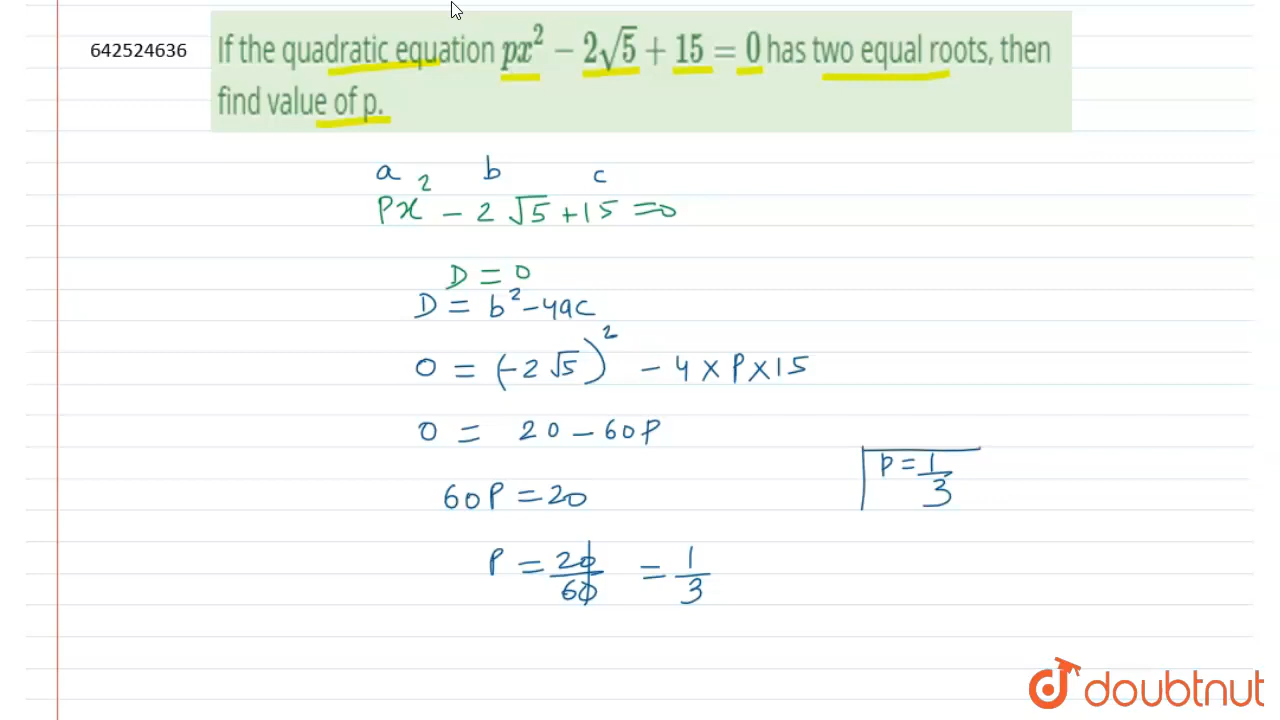 642524636
If the quadratic equation px² − 2√5 + 15 = 0 has two equal roots, then
find value of p.
a b c
Px² − 2√5 + 15 = 0
D = 0
D = b² − 4ac
0 = (−2√5)² − 4 × P × 15
0 = 20 − 60P
60P = 20
P = 1/3
P = 20/60 = 1/3
doubtnut